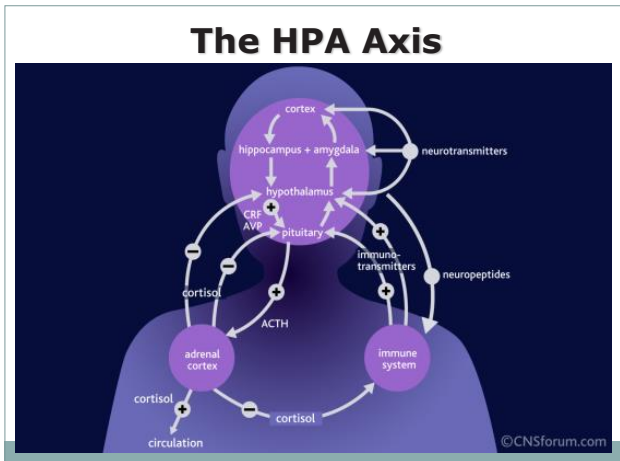 The HPA Axis
cortex
hippocampus + amygdala
neurotransmitters
hypothalamus
+
CRF
AVP
pituitary
+
immuno-
transmitters
neuropeptides
−
−
cortisol
+
+
ACTH
adrenal
cortex
immune
system
cortisol
+
−
cortisol
circulation
©CNSforum.com